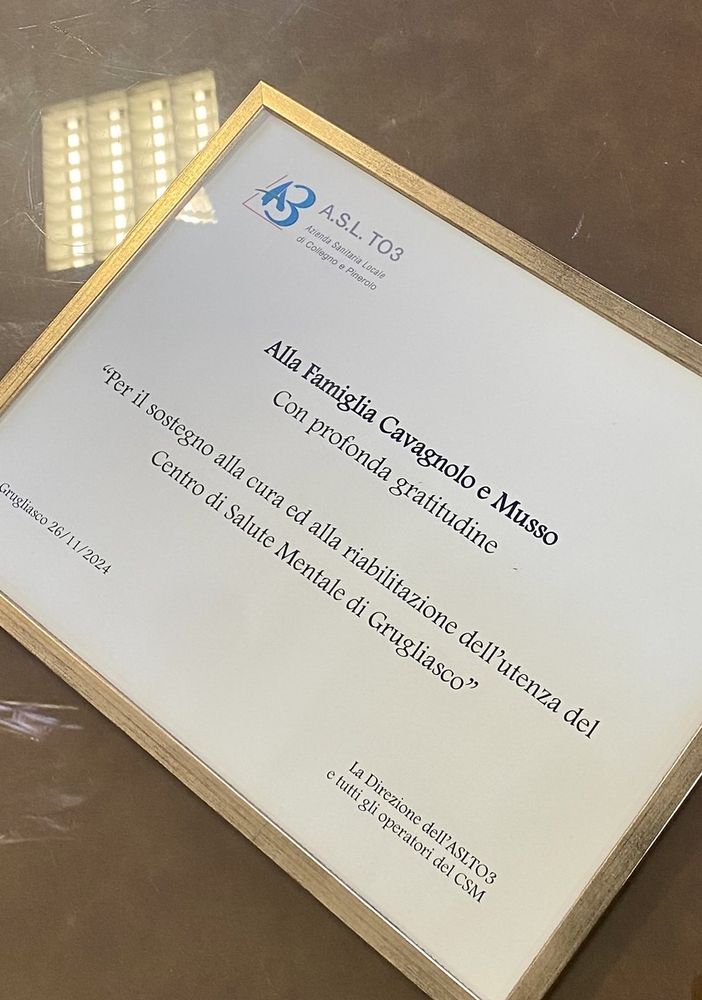 A3 A.S.L. TO3
Azienda Sanitaria Locale
di Collegno e Pinerolo
Alla Famiglia Cavagnolo e Musso
Con profonda gratitudine
“Per il sostegno alla cura ed alla riabilitazione dell’utenza del
Centro di Salute Mentale di Grugliasco”
Grugliasco 26/11/2024
La Direzione dell’ASLTO3
e tutti gli operatori del CSM